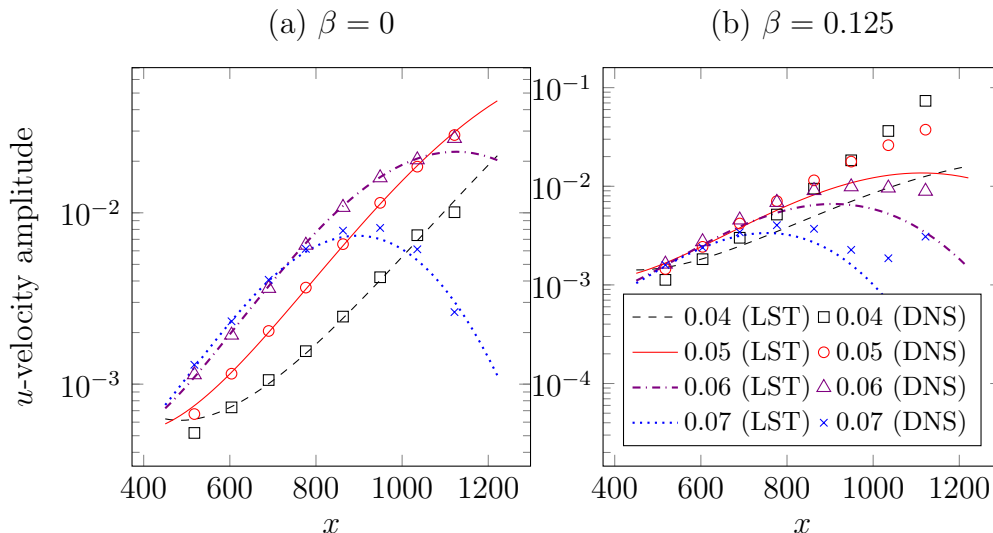 (a) β = 0
(b) β = 0.125
u-velocity amplitude
10⁻²
10⁻³
400 600 800 1000 1200
x
10⁻¹
10⁻²
10⁻³
10⁻⁴
400 600 800 1000 1200
x
0.04 (LST) 0.04 (DNS)
0.05 (LST) 0.05 (DNS)
0.06 (LST) 0.06 (DNS)
0.07 (LST) 0.07 (DNS)